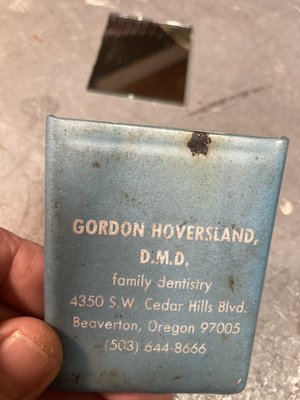 GORDON HOVERSLAND,
D.M.D.
family dentistry
4350 S.W. Cedar Hills Blvd.
Beaverton, Oregon 97005
(503) 644-8666